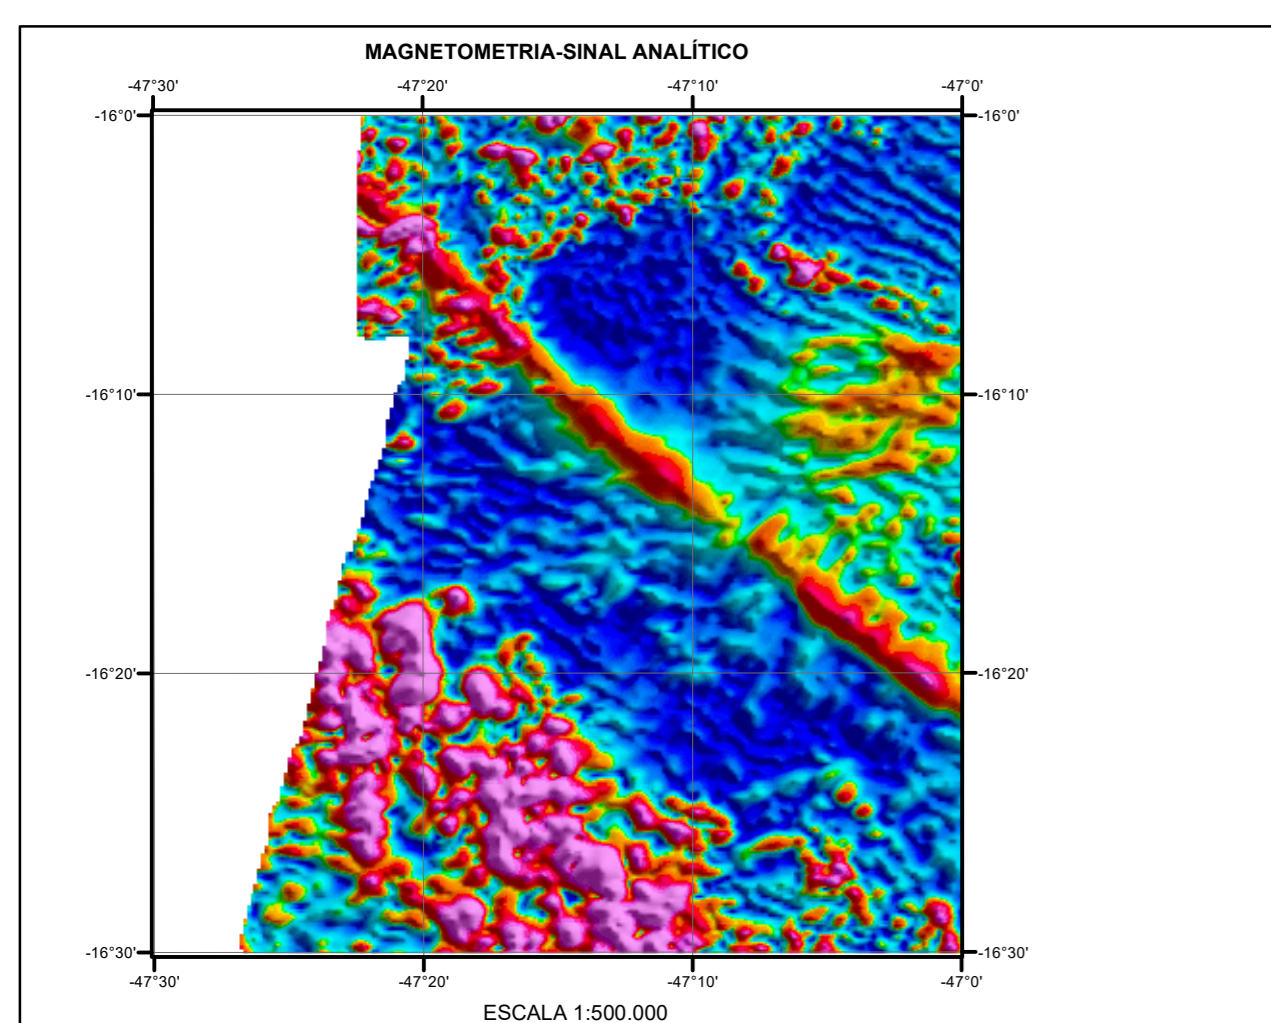 MAGNETOMETRIA-SINAL ANALÍTICO
-47°30' -47°20' -47°10' -47°0'
-16°0' -16°0'
-16°10' -16°10'
-16°20' -16°20'
-16°30' -16°30'
-47°30' -47°20' -47°10' -47°0'
ESCALA 1:500.000